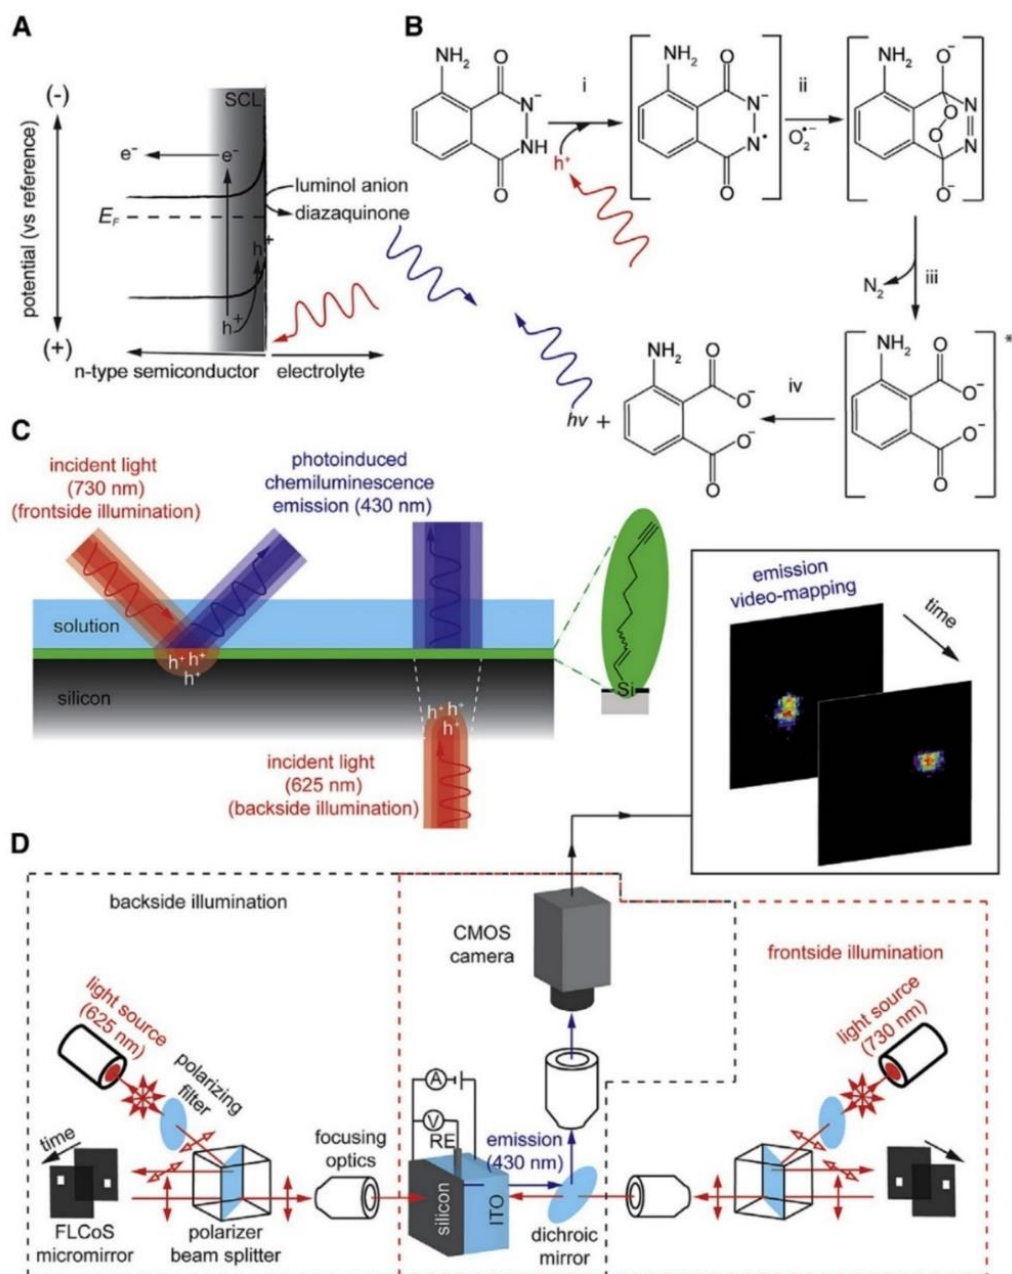 A
(-)
SCL
e⁻
e⁻
luminol anion
diazaquinone
E_F
potential (vs reference)
h⁺
h⁺
(+)
n-type semiconductor
electrolyte
B
NH₂
O
N⁻
NH
O
i
h⁺
NH₂
O
N⁻
N•
O
ii
O₂•⁻
NH₂
O⁻
N
N
O
O
O⁻
N₂
iii
NH₂
O
O⁻
O⁻
O
*
iv
hν +
NH₂
O
O⁻
O⁻
O
C
incident light
(730 nm)
(frontside illumination)
photoinduced
chemiluminescence
emission (430 nm)
solution
h⁺ h⁺
h⁺
silicon
h⁺ h⁺
h⁺
incident light
(625 nm)
(backside illumination)
Si
emission
video-mapping
time
D
backside illumination
CMOS
camera
frontside illumination
light source
(625 nm)
polarizing
filter
time
FLCoS
micromirror
polarizer
beam splitter
focusing
optics
A
V
RE
silicon
ITO
emission
(430 nm)
dichroic
mirror
light source
(730 nm)